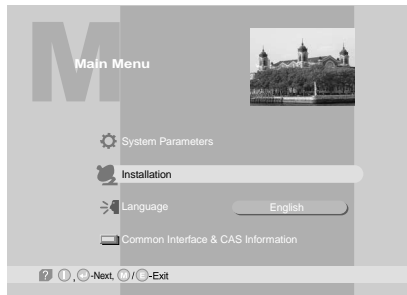 M
Main Menu
System Parameters
Installation
Language English
Common Interface & CAS Information
? , -Next, M / E -Exit